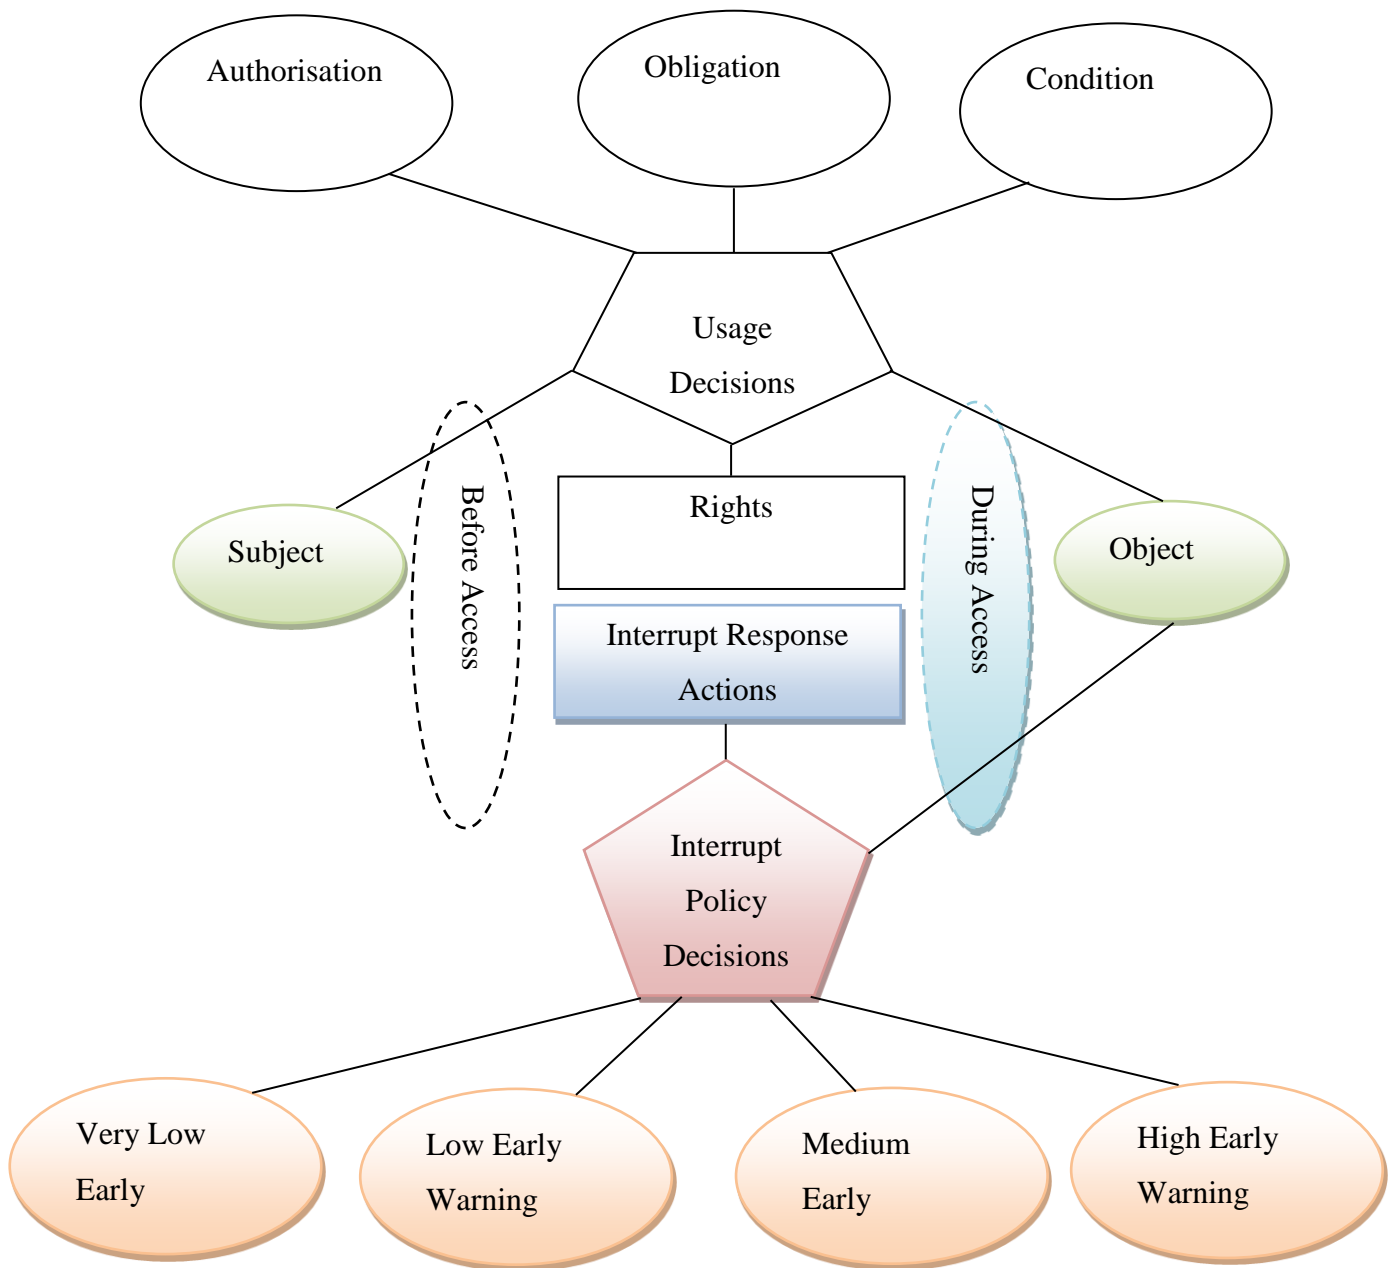 Authorisation
Obligation
Condition
Usage
Decisions
Subject
Before Access
Rights
During Access
Object
Interrupt Response
Actions
Interrupt
Policy
Decisions
Very Low
Early
Low Early
Warning
Medium
Early
High Early
Warning